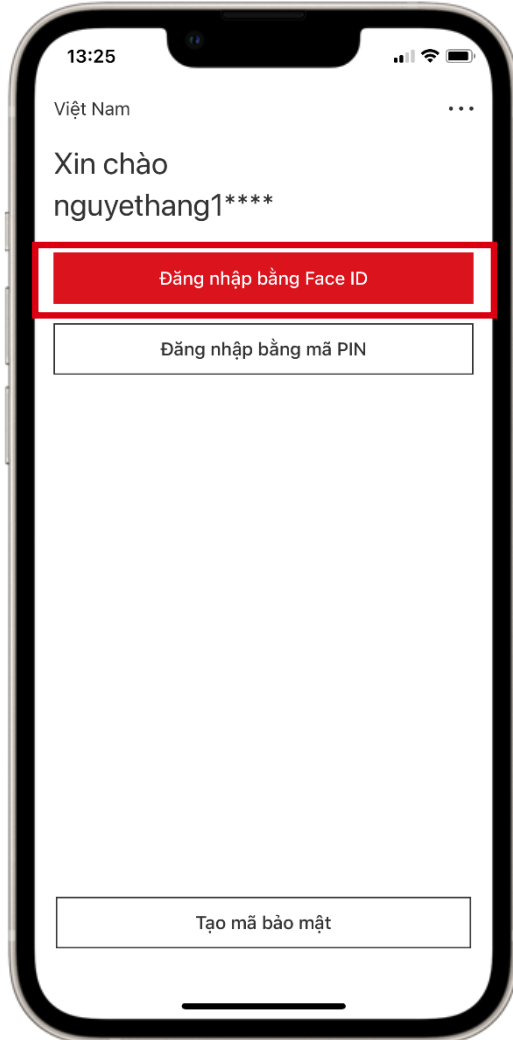 13:25
Việt Nam
Xin chào
nguyethang1****
Đăng nhập bằng Face ID
Đăng nhập bằng mã PIN
Tạo mã bảo mật